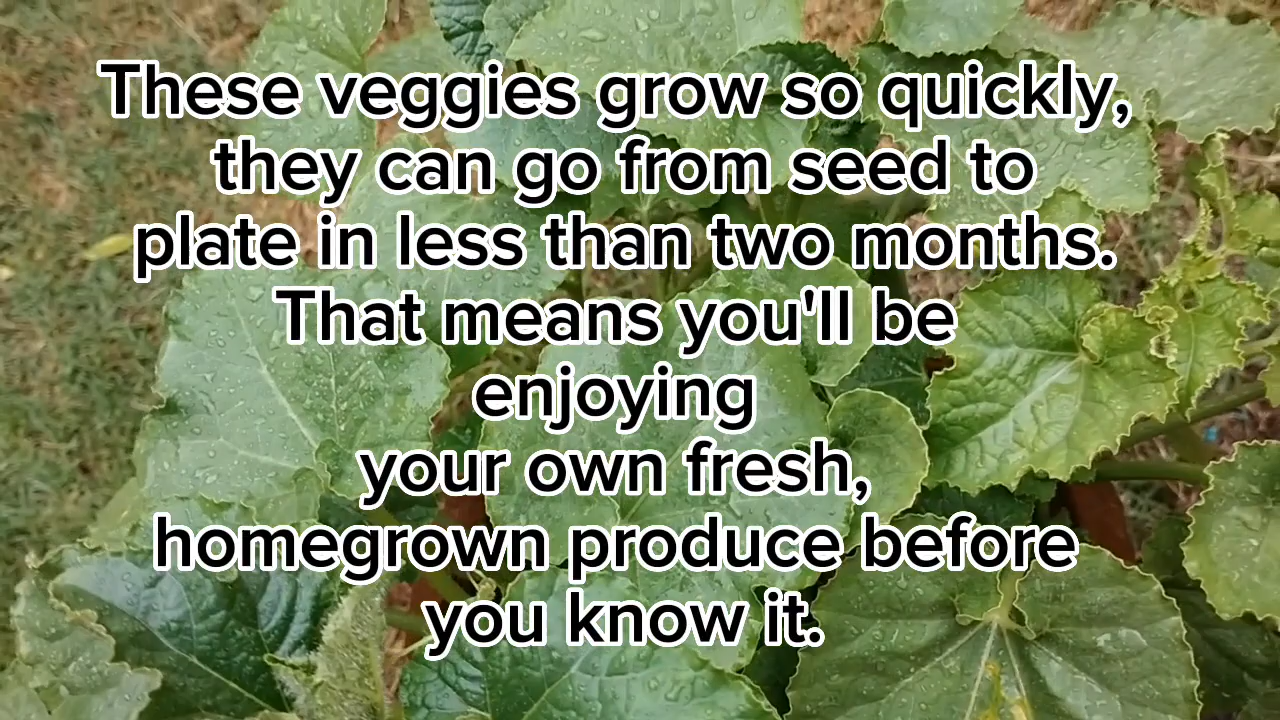 These veggies grow so quickly,
they can go from seed to
plate in less than two months.
That means you'll be
enjoying
your own fresh,
homegrown produce before
you know it.